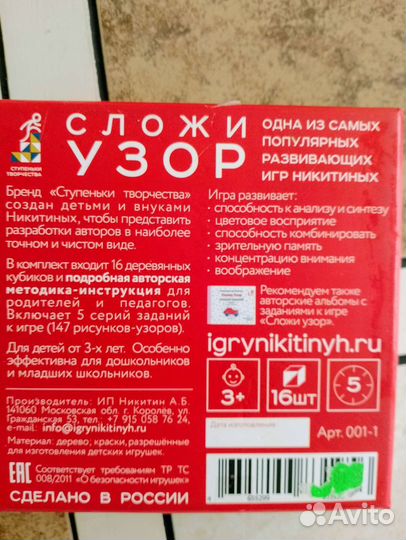 СЛОЖИ
УЗОР
СТУПЕНЬКИ
ТВОРЧЕСТВА
ОДНА ИЗ САМЫХ
ПОПУЛЯРНЫХ
РАЗВИВАЮЩИХ
ИГР НИКИТИНЫХ
Бренд «Ступеньки творчества»
создан детьми и внуками
Никитиных, чтобы представить
разработки авторов в наиболее
точном и чистом виде.
В комплект входит 16 деревянных
кубиков и подробная авторская
методика-инструкция для
родителей и педагогов.
Включает 5 серий заданий
к игре (147 рисунков-узоров).
Для детей от 3-х лет. Особенно
эффективна для дошкольников
и младших школьников.
Производитель: ИП Никитин А.Б.
141060 Московская обл. г. Королёв, ул.
Гражданская 53, тел. +7 915 058 76 24,
e-mail: info@igrynikitinyh.ru
Материал: дерево; краски, разрешённые
для изготовления детских игрушек.
ЕАС Соответствует требованиям ТР ТС
008/2011 «О безопасности игрушек»
СДЕЛАНО В РОССИИ
Игра развивает:
- способность к анализу и синтезу
- цветовое восприятие
- способность комбинировать
- зрительную память
- концентрацию внимания
- воображение
Рекомендуем также
авторские альбомы с
заданиями к игре
«Сложи узор».
igrynikitinyh.ru
3+
16шт
5
Дата изготовления:
Арт. 001-1
Avito